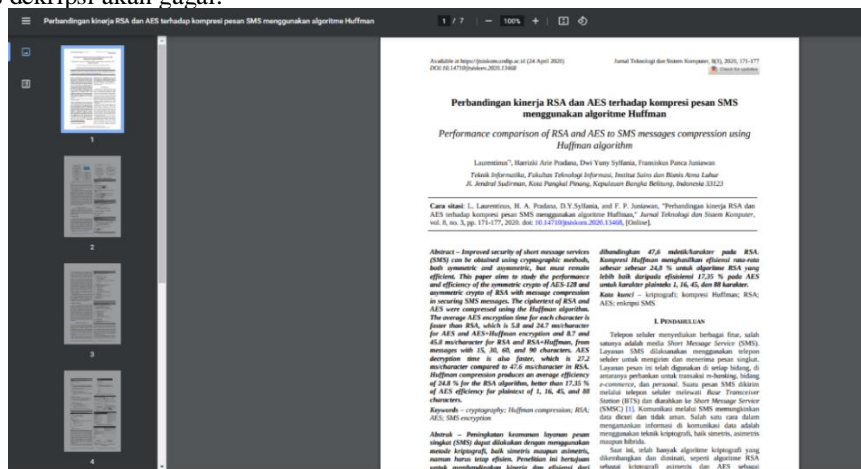 dekripsi akan gagal.
Perbandingan kinerja RSA dan AES terhadap kompresi pesan SMS menggunakan algoritme Huffman
1 / 7
100%
1
2
3
4
Available at https://jtsiskom.undip.ac.id (24 April 2020)
DOI:10.14710/jtsiskom.2020.13468
Jurnal Teknologi dan Sistem Komputer, 8(3), 2020, 171-177
Check for updates
Perbandingan kinerja RSA dan AES terhadap kompresi pesan SMS
menggunakan algoritme Huffman
Performance comparison of RSA and AES to SMS messages compression using
Huffman algorithm
Laurentinus*), Harrizki Arie Pradana, Dwi Yuny Sylfania, Fransiskus Panca Juniawan
Teknik Informatika, Fakultas Teknologi Informasi, Institut Sains dan Bisnis Atma Luhur
Jl. Jendral Sudirman, Kota Pangkal Pinang, Kepulauan Bangka Belitung, Indonesia 33123
Cara sitasi: L. Laurentinus, H. A. Pradana, D.Y.Sylfania, and F. P. Juniawan, "Perbandingan kinerja RSA dan
AES terhadap kompresi pesan SMS menggunakan algoritme Huffman," Jurnal Teknologi dan Sistem Komputer,
vol. 8, no. 3, pp. 171-177, 2020. doi: 10.14710/jtsiskom.2020.13468, [Online].
Abstract – Improved security of short message services
(SMS) can be obtained using cryptographic methods,
both symmetric and asymmetric, but must remain
efficient. This paper aims to study the performance
and efficiency of the symmetric crypto of AES-128 and
asymmetric crypto of RSA with message compression
in securing SMS messages. The ciphertext of RSA and
AES were compressed using the Huffman algorithm.
The average AES encryption time for each character is
faster than RSA, which is 5.8 and 24.7 ms/character
for AES and AES+Huffman encryption and 8.7 and
45.8 ms/character for RSA and RSA+Huffman, from
messages with 15, 30, 60, and 90 characters. AES
decryption time is also faster, which is 27.2
ms/character compared to 47.6 ms/character in RSA.
Huffman compression produces an average efficiency
of 24.8 % for the RSA algorithm, better than 17.35 %
of AES efficiency for plaintext of 1, 16, 45, and 88
characters.
Keywords – cryptography; Huffman compression; RSA;
AES; SMS encryption
Abstrak – Peningkatan keamanan layanan pesan
singkat (SMS) dapat dilakukan dengan menggunakan
metode kriptografi, baik simetris maupun asimetris,
namun harus tetap efisien. Penelitian ini bertujuan
untuk membandingkan kinerja dan efisiensi dari
dibandingkan 47,6 mdetik/karakter pada RSA.
Kompresi Huffman menghasilkan efisiensi rata-rata
sebesar sebesar 24,8 % untuk algoritma RSA yang
lebih baik daripada efisiensi 17,35 % pada AES
untuk karakter plainteks 1, 16, 45, dan 88 karakter.
Kata kunci – kriptografi; kompresi Huffman; RSA;
AES; enkripsi SMS
I. PENDAHULUAN
Telepon seluler menyediakan berbagai fitur, salah
satunya adalah media Short Message Service (SMS).
Layanan SMS dilaksanakan menggunakan telepon
seluler untuk mengirim dan menerima pesan singkat.
Layanan pesan ini telah digunakan di setiap bidang, di
antaranya perbankan untuk transaksi m-banking, bidang
e-commerce, dan personal. Suatu pesan SMS dikirim
melalui telepon seluler melewati Base Transceiver
Station (BTS) dan diarahkan ke Short Message Service
(SMSC) [1]. Komunikasi melalui SMS memungkinkan
data dicuri dan tidak aman. Salah satu cara dalam
mengamankan informasi di komunikasi data adalah
menggunakan teknik kriptografi, baik simetris, asimetris
maupun hibrida.
Saat ini, telah banyak algoritme kriptografi yang
dikembangkan dan diminati, seperti algoritme RSA
sebagai kriptografi asimetris dan AES sebagai